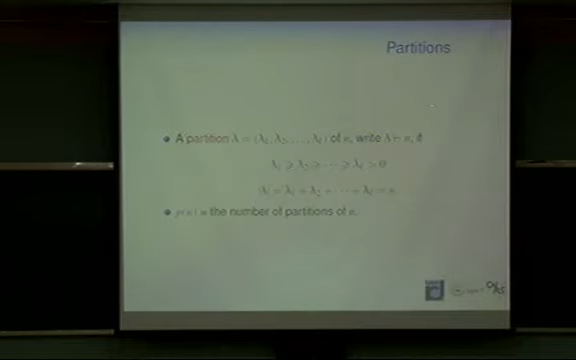 Partitions
A partition λ = (λ₁, λ₂, . . . , λℓ) of n, write λ ⊢ n, if
λ₁ ⩾ λ₂ ⩾ · · · ⩾ λℓ > 0
|λ| = λ₁ + λ₂ + · · · + λℓ = n
p(n) is the number of partitions of n.